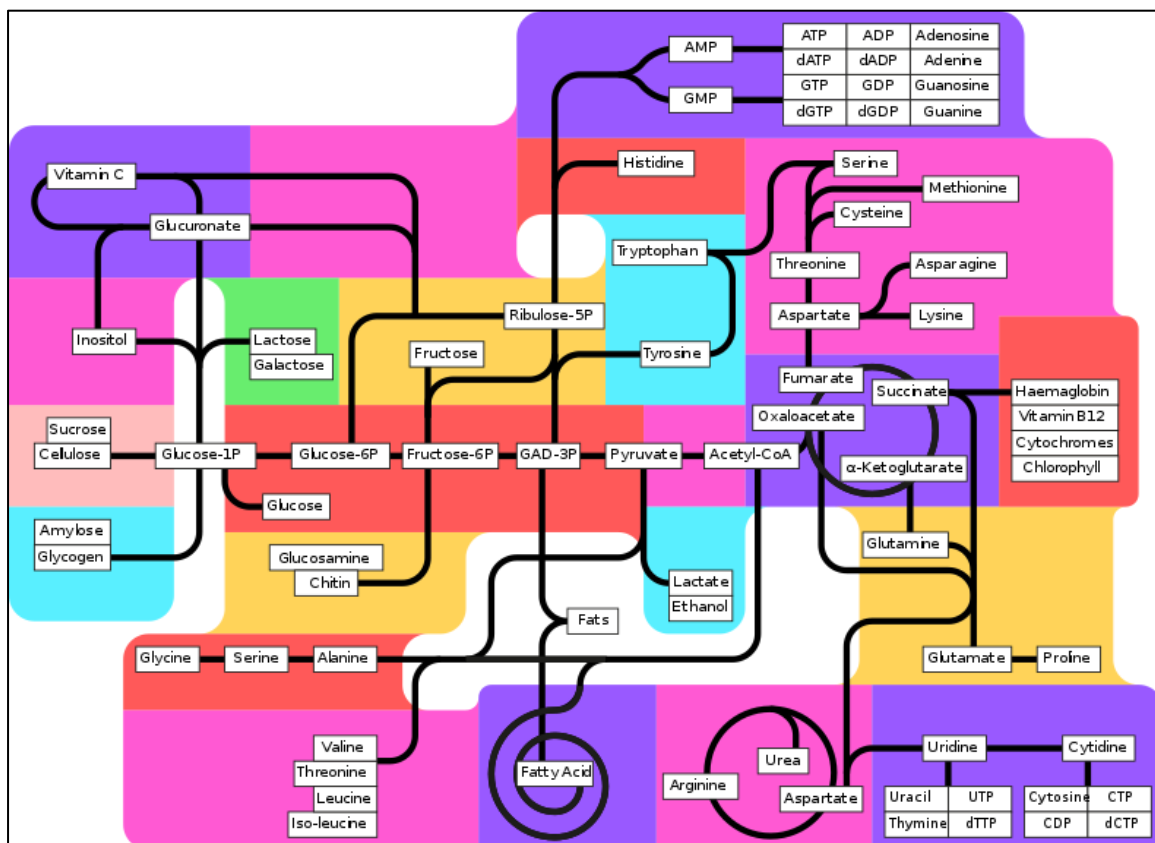 AMP
ATP ADP Adenosine
dATP dADP Adenine
GMP
GTP GDP Guanosine
dGTP dGDP Guanine
Vitamin C
Histidine
Serine
Methionine
Cysteine
Glucuronate
Tryptophan
Threonine
Asparagine
Ribulose-5P
Aspartate
Lysine
Inositol
Lactose
Galactose
Fructose
Tyrosine
Fumarate
Succinate
Haemaglobin
Vitamin B12
Cytochromes
Chlorophyll
Oxaloacetate
Sucrose
Cellulose
Glucose-1P
Glucose-6P
Fructose-6P
GAD-3P
Pyruvate
Acetyl-CoA
α-Ketoglutarate
Glucose
Amylose
Glycogen
Glucosamine
Chitin
Glutamine
Lactate
Ethanol
Fats
Glycine
Serine
Alanine
Glutamate
Proline
Valine
Threonine
Leucine
Iso-leucine
Fatty Acid
Urea
Arginine
Aspartate
Uridine
Cytidine
Uracil UTP
Thymine dTTP
Cytosine CTP
CDP dCTP